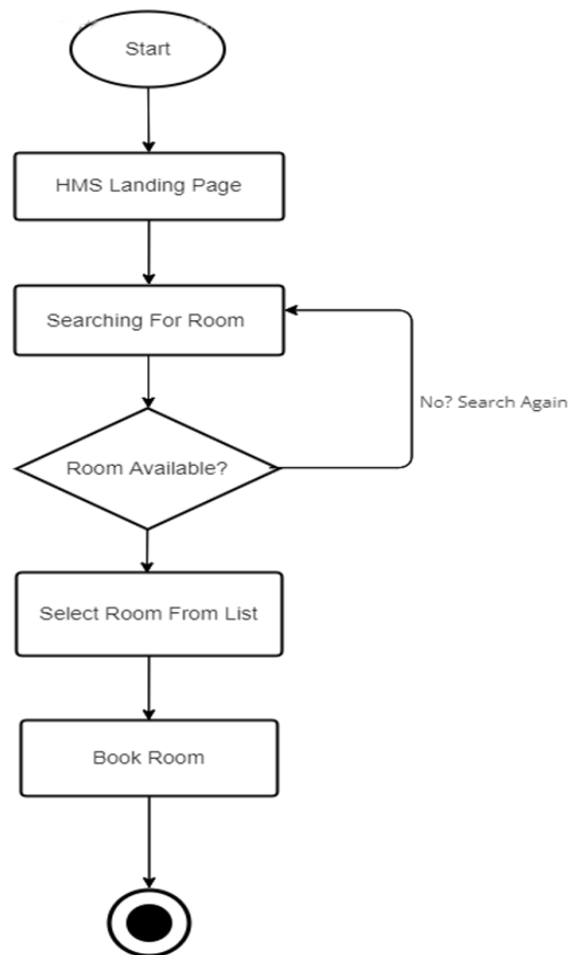 Start
HMS Landing Page
Searching For Room
No? Search Again
Room Available?
Select Room From List
Book Room